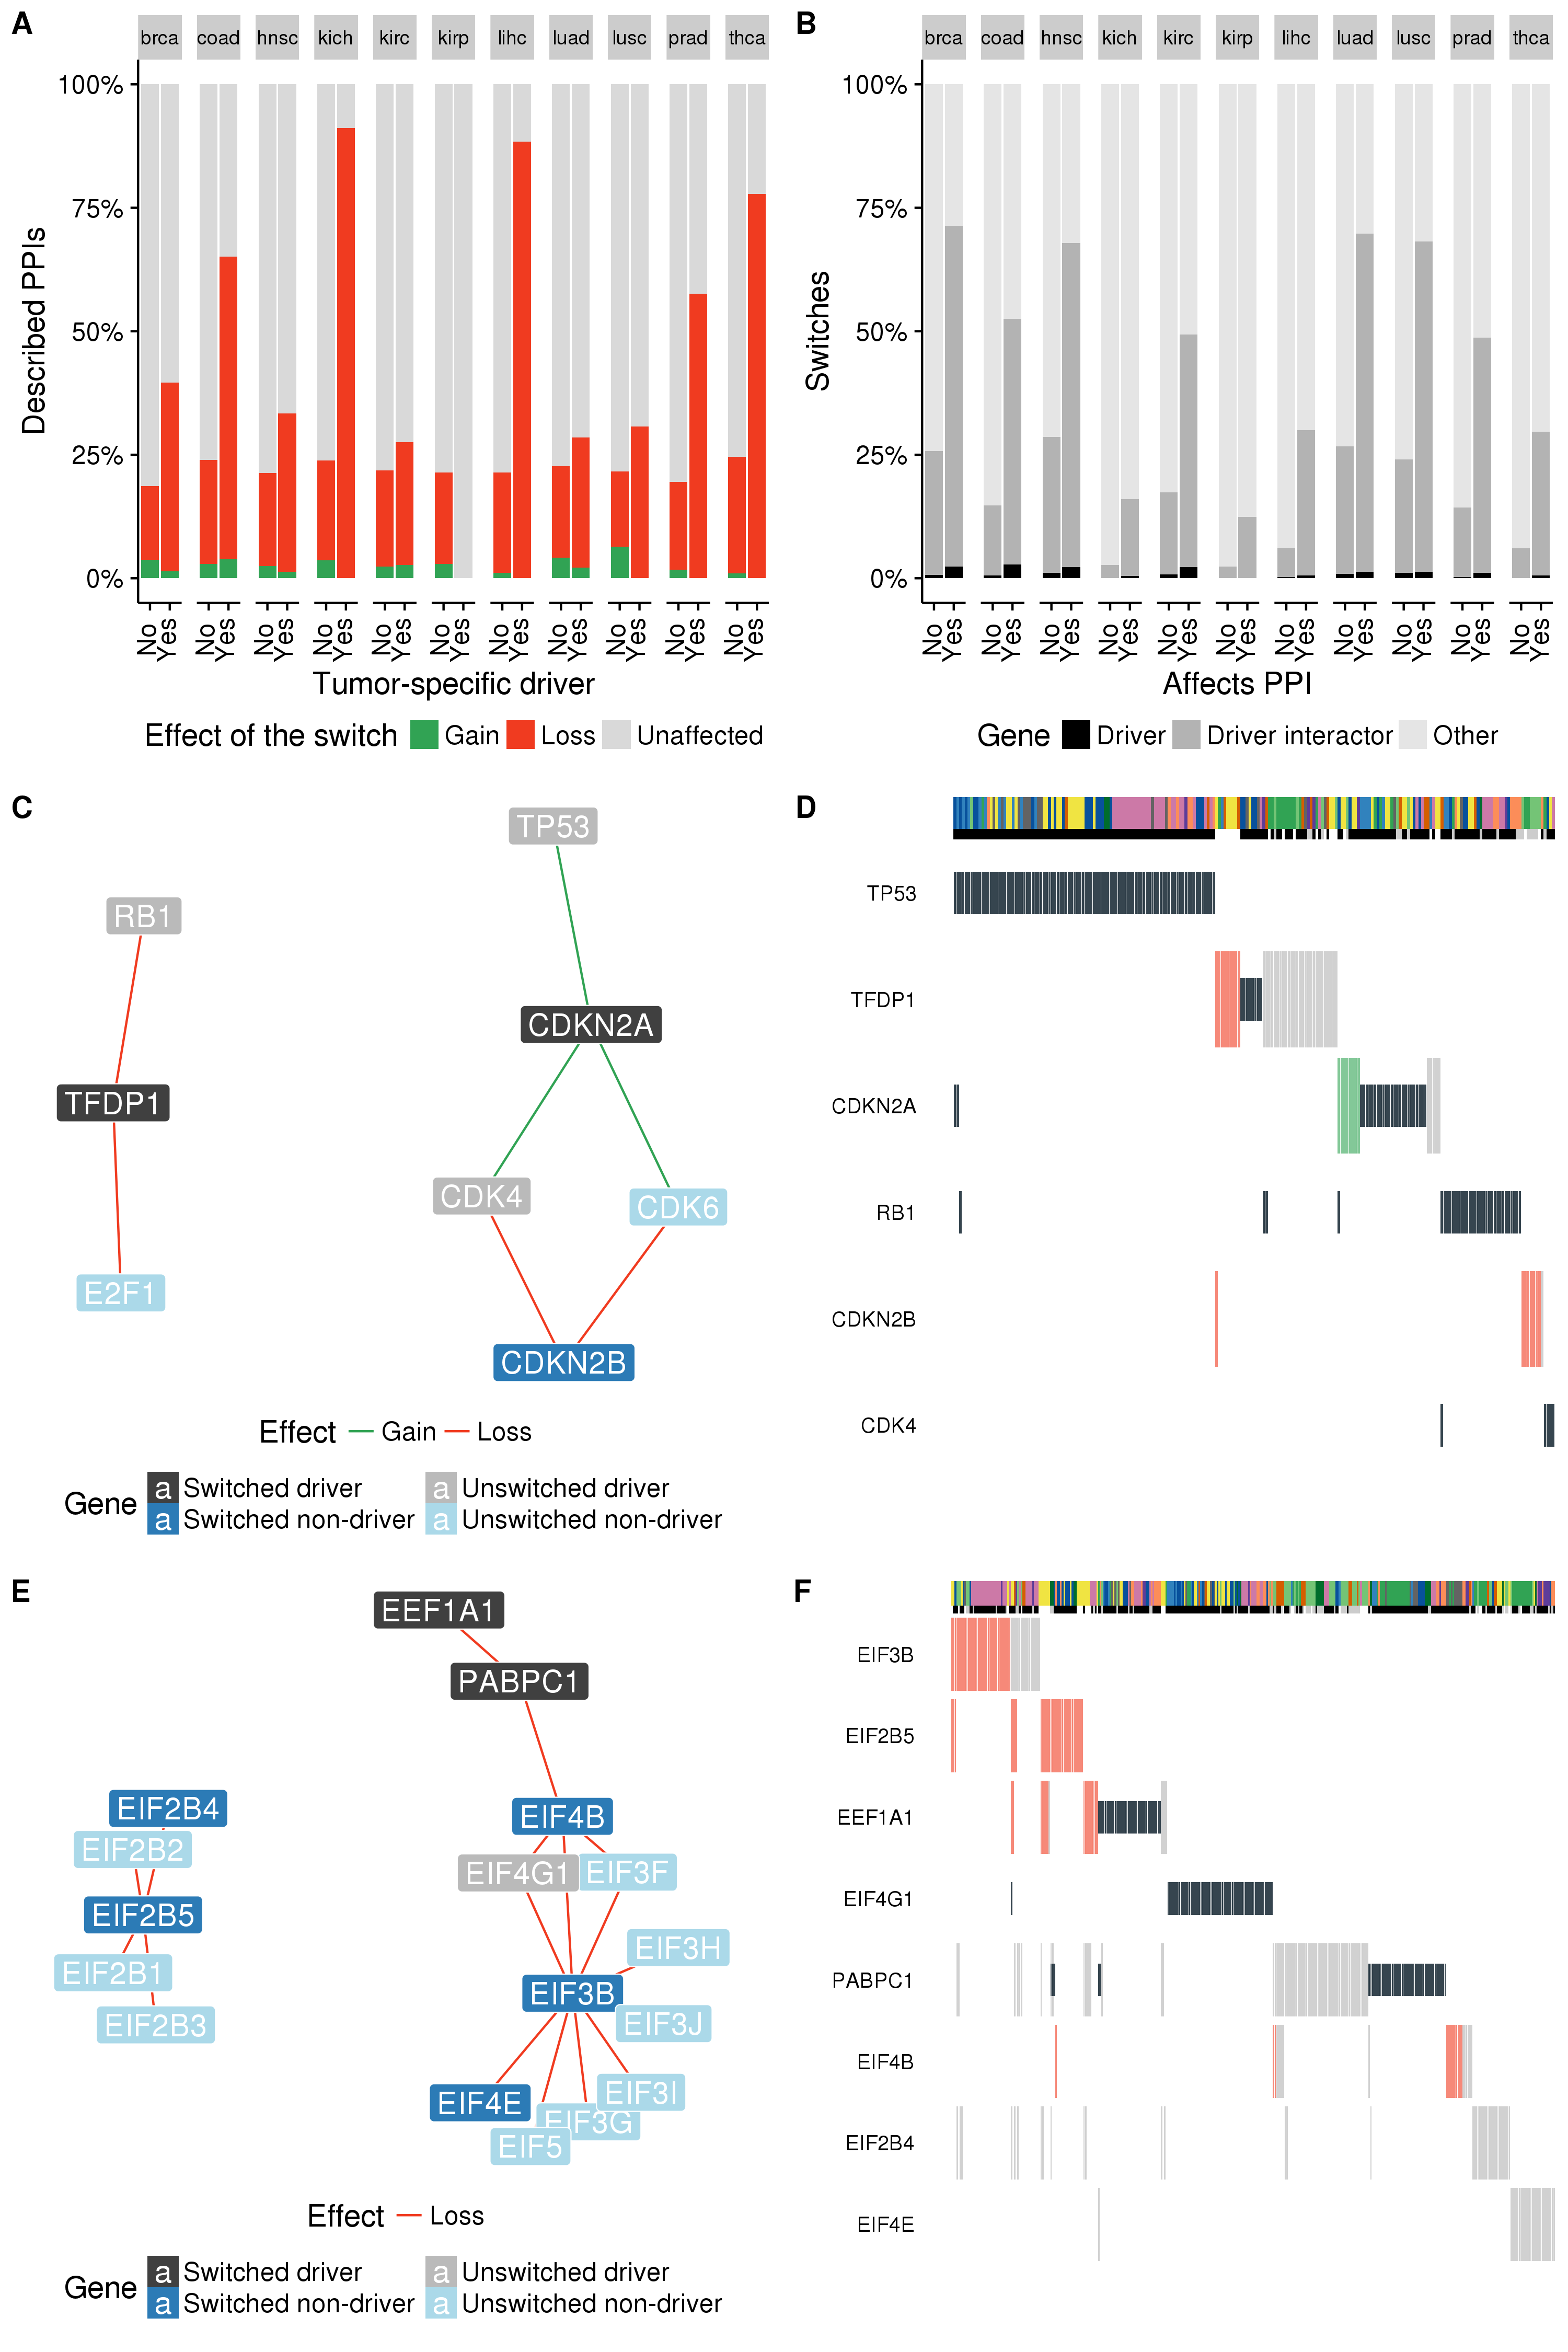 A
brca coad hnsc kich kirc kirp lihc luad lusc prad thca
100%
75%
50%
25%
0%
Described PPIs
No Yes No Yes No Yes No Yes No Yes No Yes No Yes No Yes No Yes No Yes No Yes
Tumor-specific driver
Effect of the switch Gain Loss Unaffected
B
brca coad hnsc kich kirc kirp lihc luad lusc prad thca
100%
75%
50%
25%
0%
Switches
No Yes No Yes No Yes No Yes No Yes No Yes No Yes No Yes No Yes No Yes No Yes
Affects PPI
Gene Driver Driver interactor Other
C
TP53
RB1
CDKN2A
TFDP1
CDK4
CDK6
E2F1
CDKN2B
Effect Gain Loss
Gene a Switched driver a Unswitched driver
a Switched non-driver a Unswitched non-driver
D
TP53
TFDP1
CDKN2A
RB1
CDKN2B
CDK4
E
EEF1A1
PABPC1
EIF2B4
EIF4B
EIF2B2
EIF4G1 EIF3F
EIF2B5
EIF3H
EIF2B1
EIF3B
EIF2B3
EIF3J
EIF3I
EIF4E
EIF3G
EIF5
Effect Loss
Gene a Switched driver a Unswitched driver
a Switched non-driver a Unswitched non-driver
F
EIF3B
EIF2B5
EEF1A1
EIF4G1
PABPC1
EIF4B
EIF2B4
EIF4E